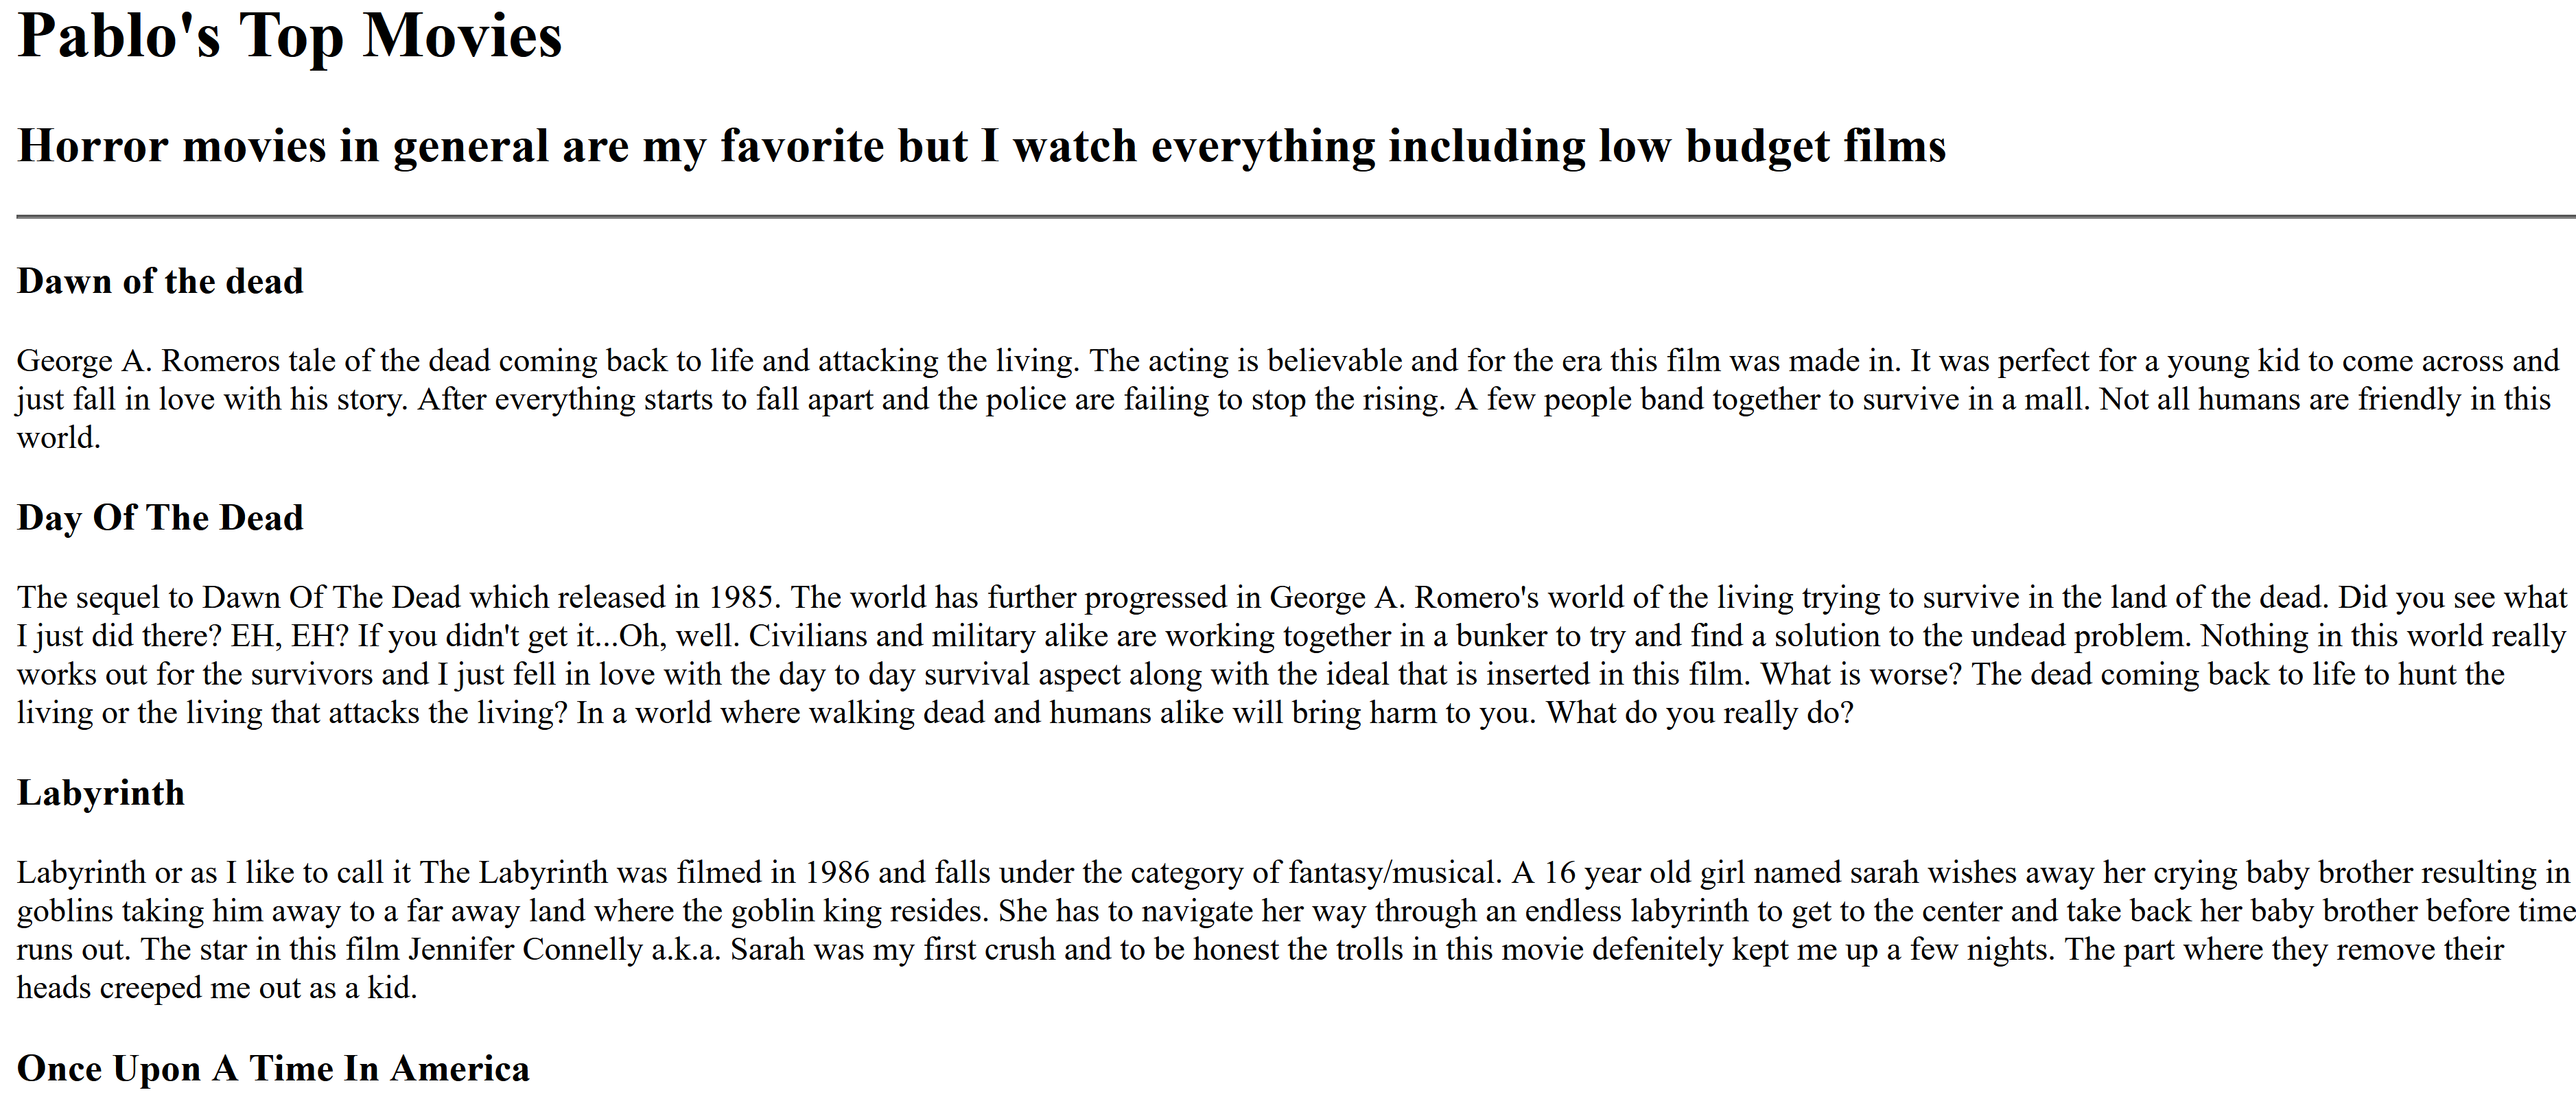 Pablo's Top Movies
Horror movies in general are my favorite but I watch everything including low budget films
Dawn of the dead
George A. Romeros tale of the dead coming back to life and attacking the living. The acting is believable and for the era this film was made in. It was perfect for a young kid to come across and
just fall in love with his story. After everything starts to fall apart and the police are failing to stop the rising. A few people band together to survive in a mall. Not all humans are friendly in this
world.
Day Of The Dead
The sequel to Dawn Of The Dead which released in 1985. The world has further progressed in George A. Romero's world of the living trying to survive in the land of the dead. Did you see what
I just did there? EH, EH? If you didn't get it...Oh, well. Civilians and military alike are working together in a bunker to try and find a solution to the undead problem. Nothing in this world really
works out for the survivors and I just fell in love with the day to day survival aspect along with the ideal that is inserted in this film. What is worse? The dead coming back to life to hunt the
living or the living that attacks the living? In a world where walking dead and humans alike will bring harm to you. What do you really do?
Labyrinth
Labyrinth or as I like to call it The Labyrinth was filmed in 1986 and falls under the category of fantasy/musical. A 16 year old girl named sarah wishes away her crying baby brother resulting in
goblins taking him away to a far away land where the goblin king resides. She has to navigate her way through an endless labyrinth to get to the center and take back her baby brother before time
runs out. The star in this film Jennifer Connelly a.k.a. Sarah was my first crush and to be honest the trolls in this movie defenitely kept me up a few nights. The part where they remove their
heads creeped me out as a kid.
Once Upon A Time In America